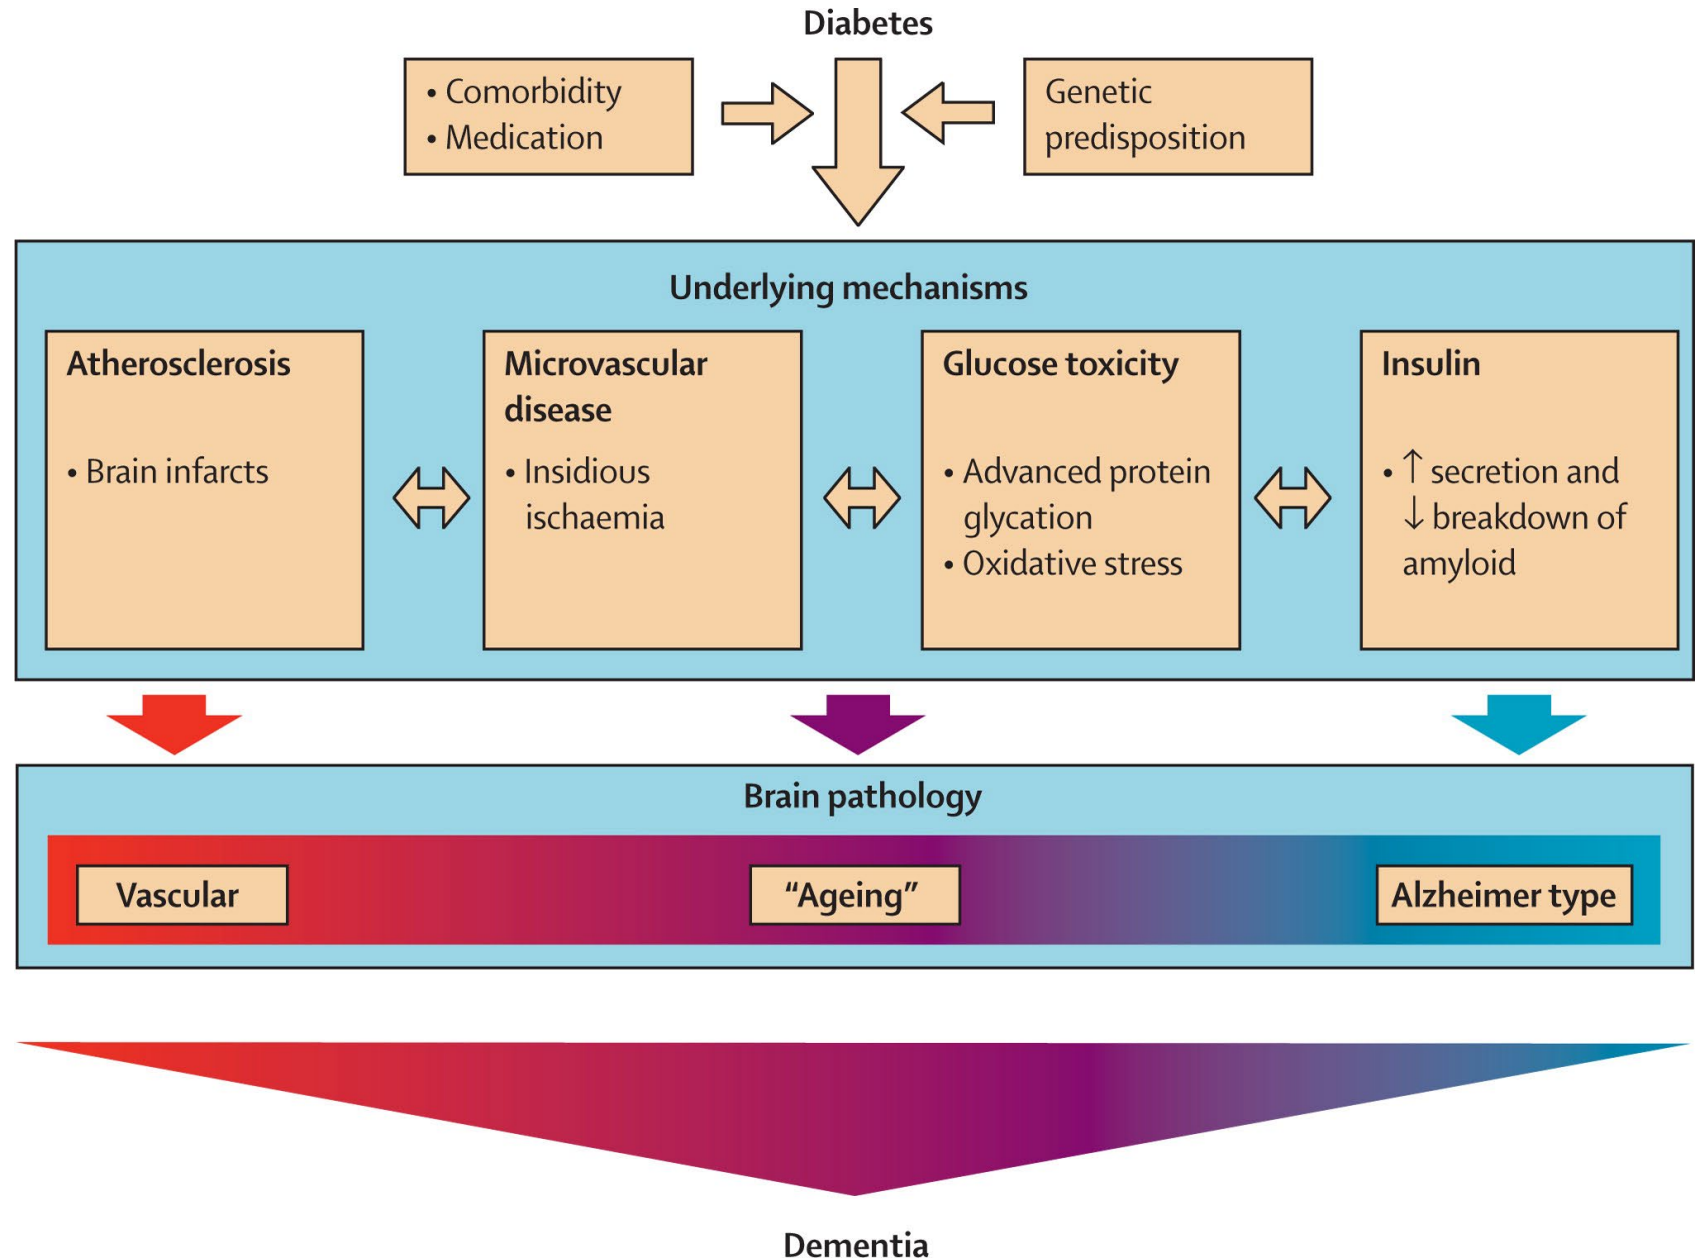 Diabetes
• Comorbidity
• Medication
Genetic
predisposition
Underlying mechanisms
Atherosclerosis
• Brain infarcts
Microvascular
disease
• Insidious
ischaemia
Glucose toxicity
• Advanced protein
glycation
• Oxidative stress
Insulin
• ↑ secretion and
↓ breakdown of
amyloid
Brain pathology
Vascular
“Ageing”
Alzheimer type
Dementia